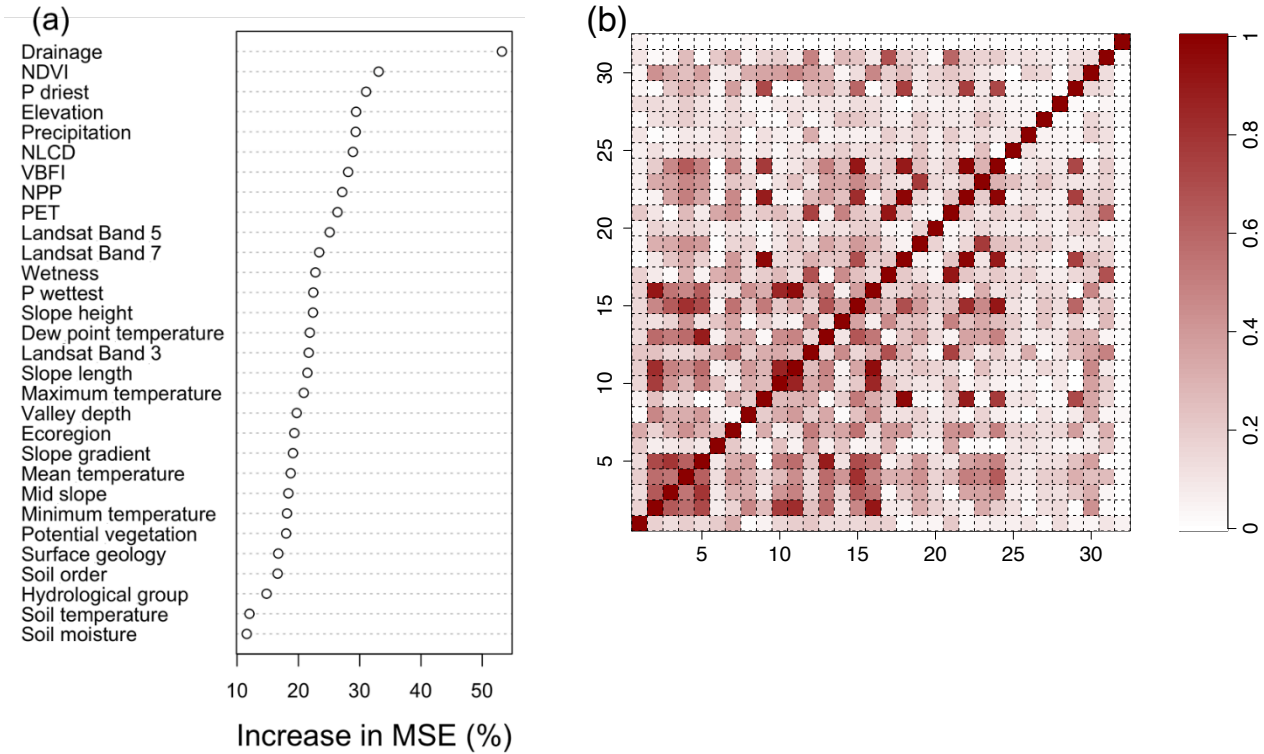 (a)
Drainage
NDVI
P driest
Elevation
Precipitation
NLCD
VBFI
NPP
PET
Landsat Band 5
Landsat Band 7
Wetness
P wettest
Slope height
Dew point temperature
Landsat Band 3
Slope length
Maximum temperature
Valley depth
Ecoregion
Slope gradient
Mean temperature
Mid slope
Minimum temperature
Potential vegetation
Surface geology
Soil order
Hydrological group
Soil temperature
Soil moisture
10 20 30 40 50
Increase in MSE (%)
(b)
30
25
20
15
10
5
5 10 15 20 25 30
1
0.8
0.6
0.4
0.2
0